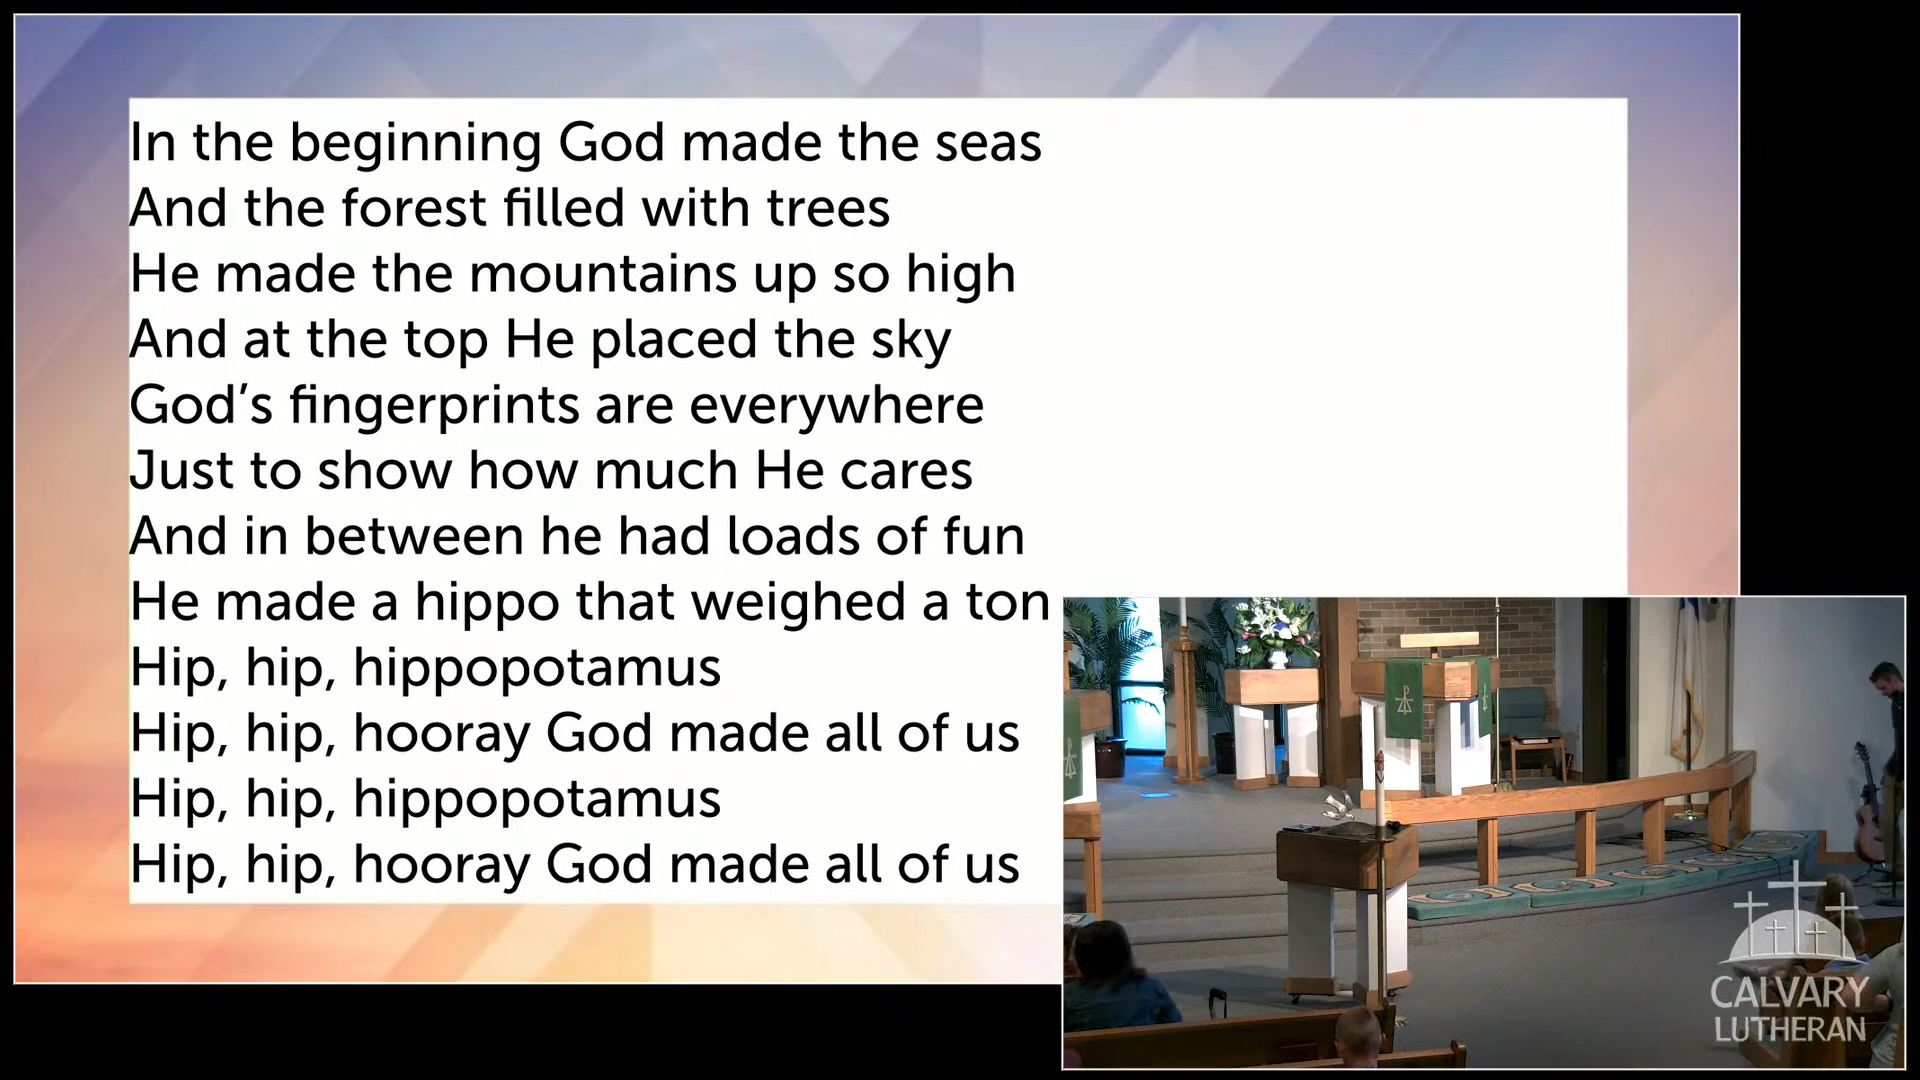 In the beginning God made the seas
And the forest filled with trees
He made the mountains up so high
And at the top He placed the sky
God’s fingerprints are everywhere
Just to show how much He cares
And in between he had loads of fun
He made a hippo that weighed a ton
Hip, hip, hippopotamus
Hip, hip, hooray God made all of us
Hip, hip, hippopotamus
Hip, hip, hooray God made all of us
CALVARY
LUTHERAN